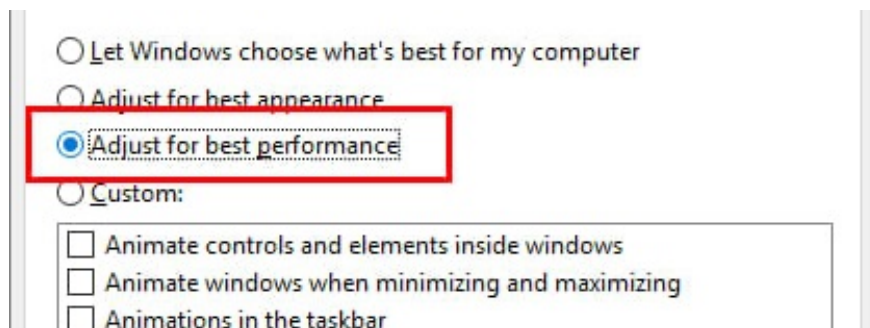 Let Windows choose what's best for my computer
Adjust for best appearance
Adjust for best performance
Custom:
Animate controls and elements inside windows
Animate windows when minimizing and maximizing
Animations in the taskbar